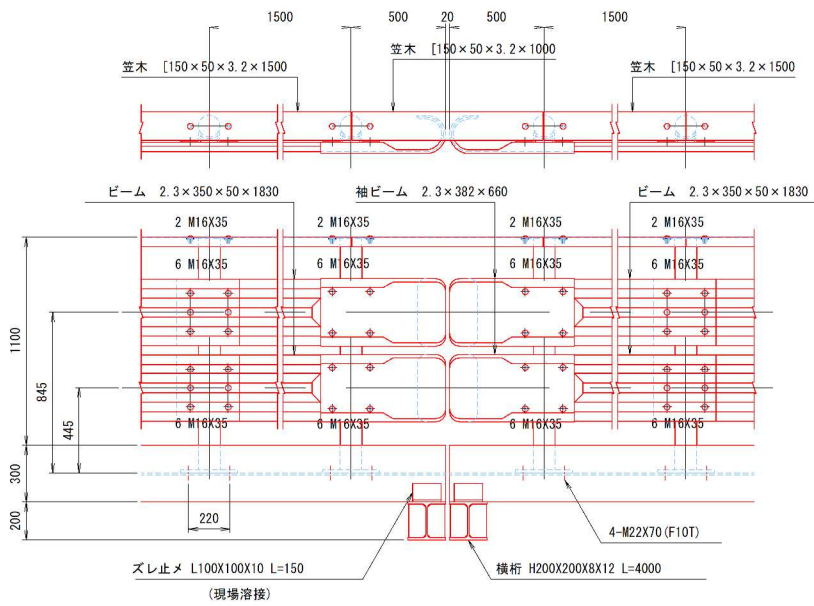 1500 500 20 500 1500
笠木 [150×50×3.2×1000
笠木 [150×50×3.2×1500
笠木 [150×50×3.2×1500
ビーム 2.3×350×50×1830
袖ビーム 2.3×382×660
ビーム 2.3×350×50×1830
2 M16X35
2 M16X35
2 M16X35
2 M16X35
6 M16X35
6 M16X35
6 M16X35
6 M16X35
1100
845
445
6 M16X35
6 M16X35
6 M16X35
6 M16X35
300
200
220
4-M22X70(F10T)
ズレ止メ L100X100X10 L=150
(現場溶接)
横桁 H200X200X8X12 L=4000